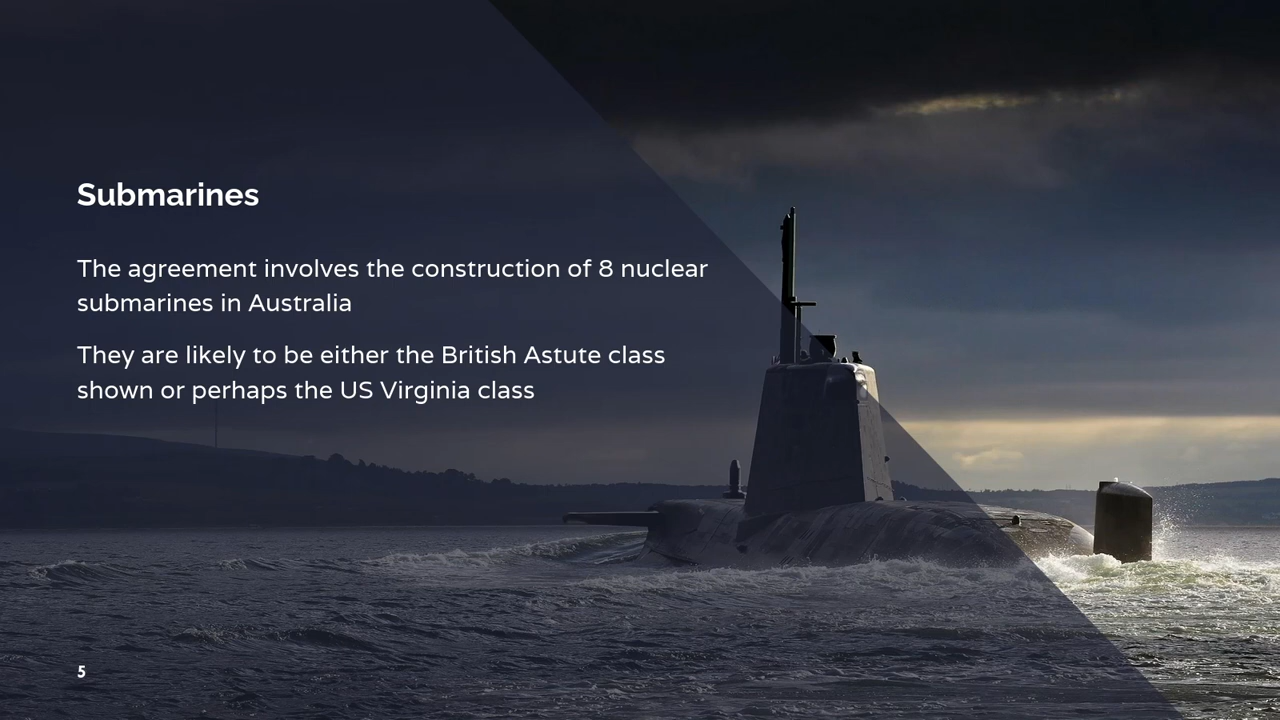 Submarines
The agreement involves the construction of 8 nuclear
submarines in Australia
They are likely to be either the British Astute class
shown or perhaps the US Virginia class
5